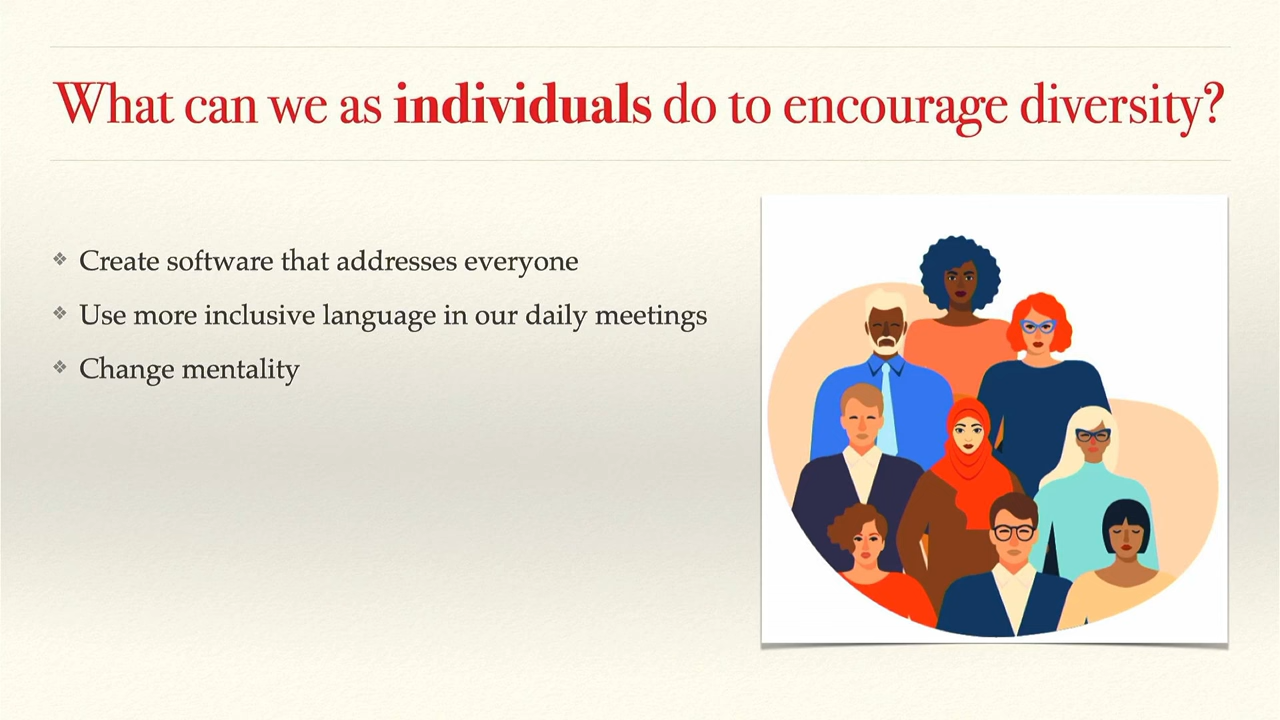 What can we as individuals do to encourage diversity?
❖ Create software that addresses everyone
❖ Use more inclusive language in our daily meetings
❖ Change mentality